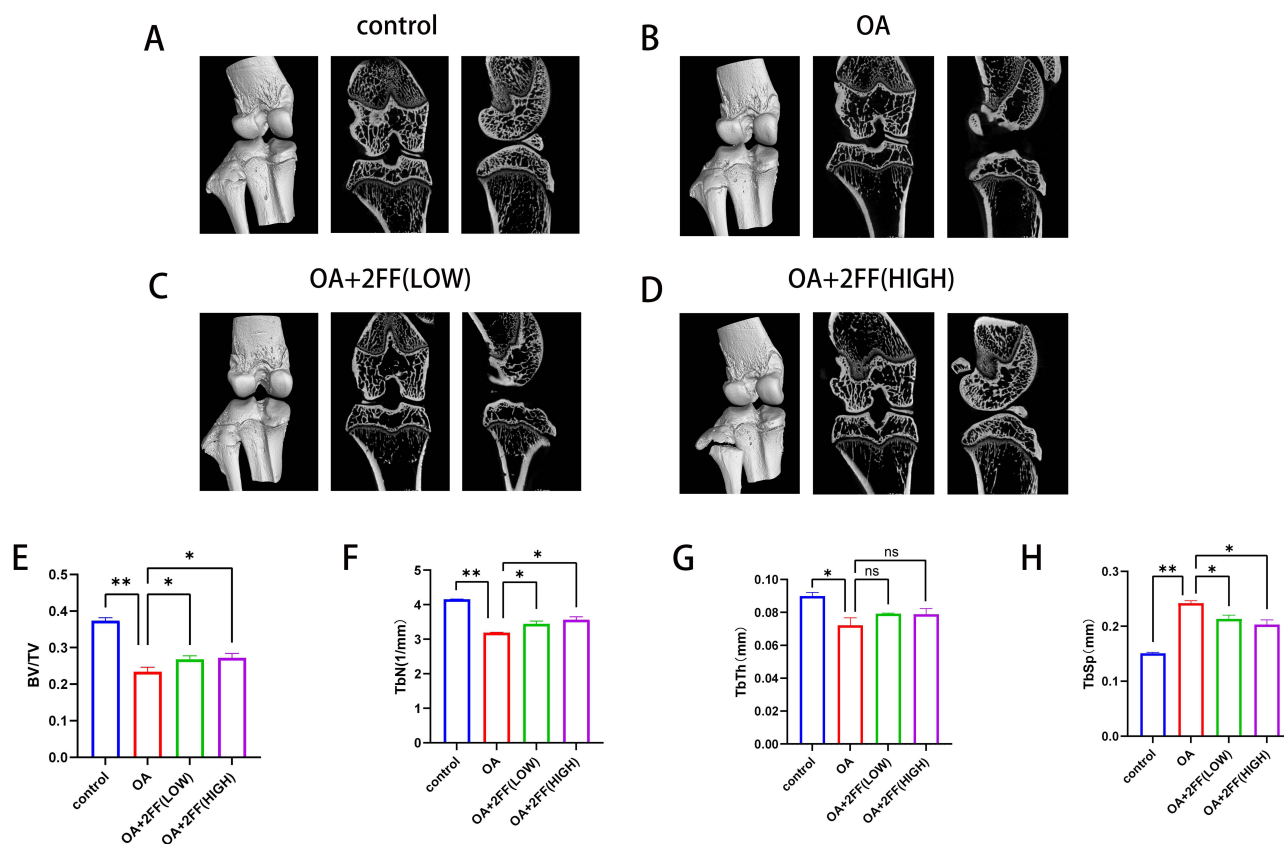 A
control
B
OA
C
OA+2FF(LOW)
D
OA+2FF(HIGH)
E
BV/TV
0.5
0.4
0.3
0.2
0.1
0.0
**
*
*
control
OA
OA+2FF(LOW)
OA+2FF(HIGH)
F
TbN(1/mm)
5
4
3
2
1
0
**
*
*
control
OA
OA+2FF(LOW)
OA+2FF(HIGH)
G
TbTh(mm)
0.10
0.08
0.06
0.04
0.02
0.00
*
ns
ns
control
OA
OA+2FF(LOW)
OA+2FF(HIGH)
H
TbSp(mm)
0.3
0.2
0.1
0.0
**
*
*
control
OA
OA+2FF(LOW)
OA+2FF(HIGH)